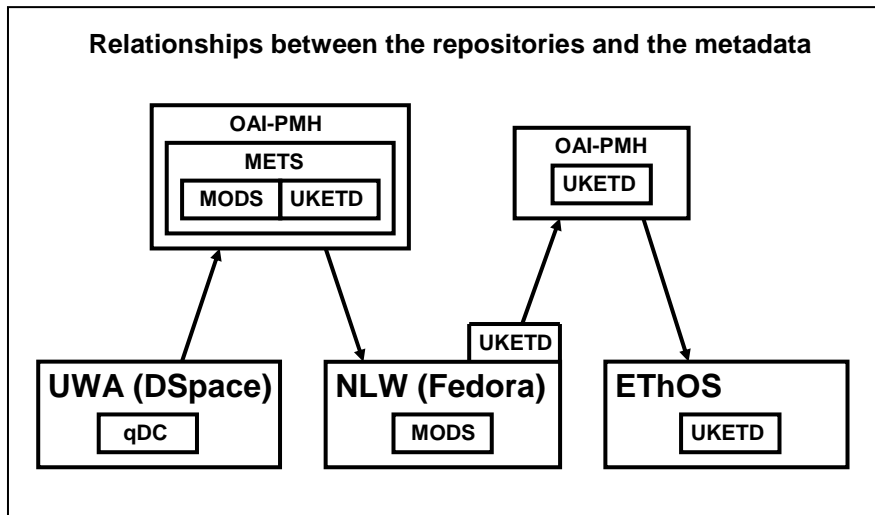 Relationships between the repositories and the metadata
OAI-PMH
METS
MODS UKETD
OAI-PMH
UKETD
UKETD
UWA (DSpace)
qDC
NLW (Fedora)
MODS
EThOS
UKETD